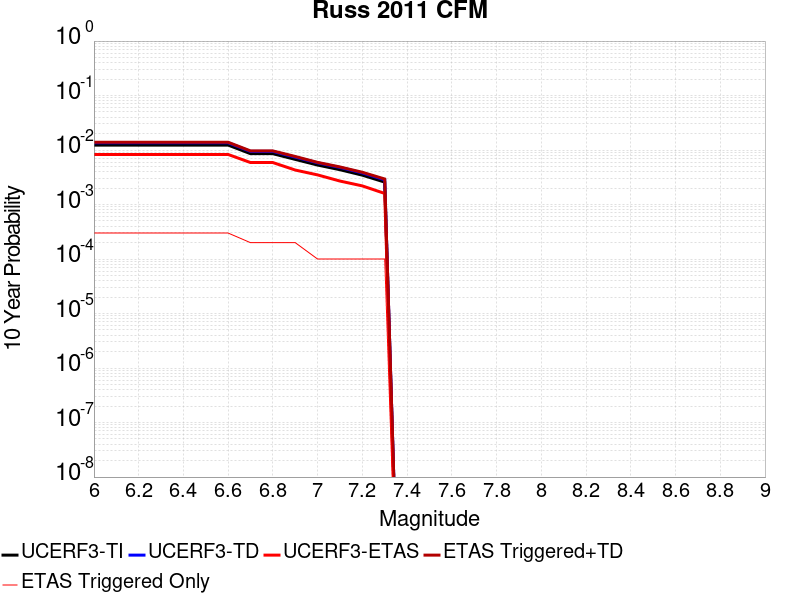 Russ 2011 CFM
10 Year Probability
10 0
10 -1
10 -2
10 -3
10 -4
10 -5
10 -6
10 -7
10 -8
6 6.2 6.4 6.6 6.8 7 7.2 7.4 7.6 7.8 8 8.2 8.4 8.6 8.8 9
Magnitude
UCERF3-TI UCERF3-TD UCERF3-ETAS ETAS Triggered+TD
ETAS Triggered Only